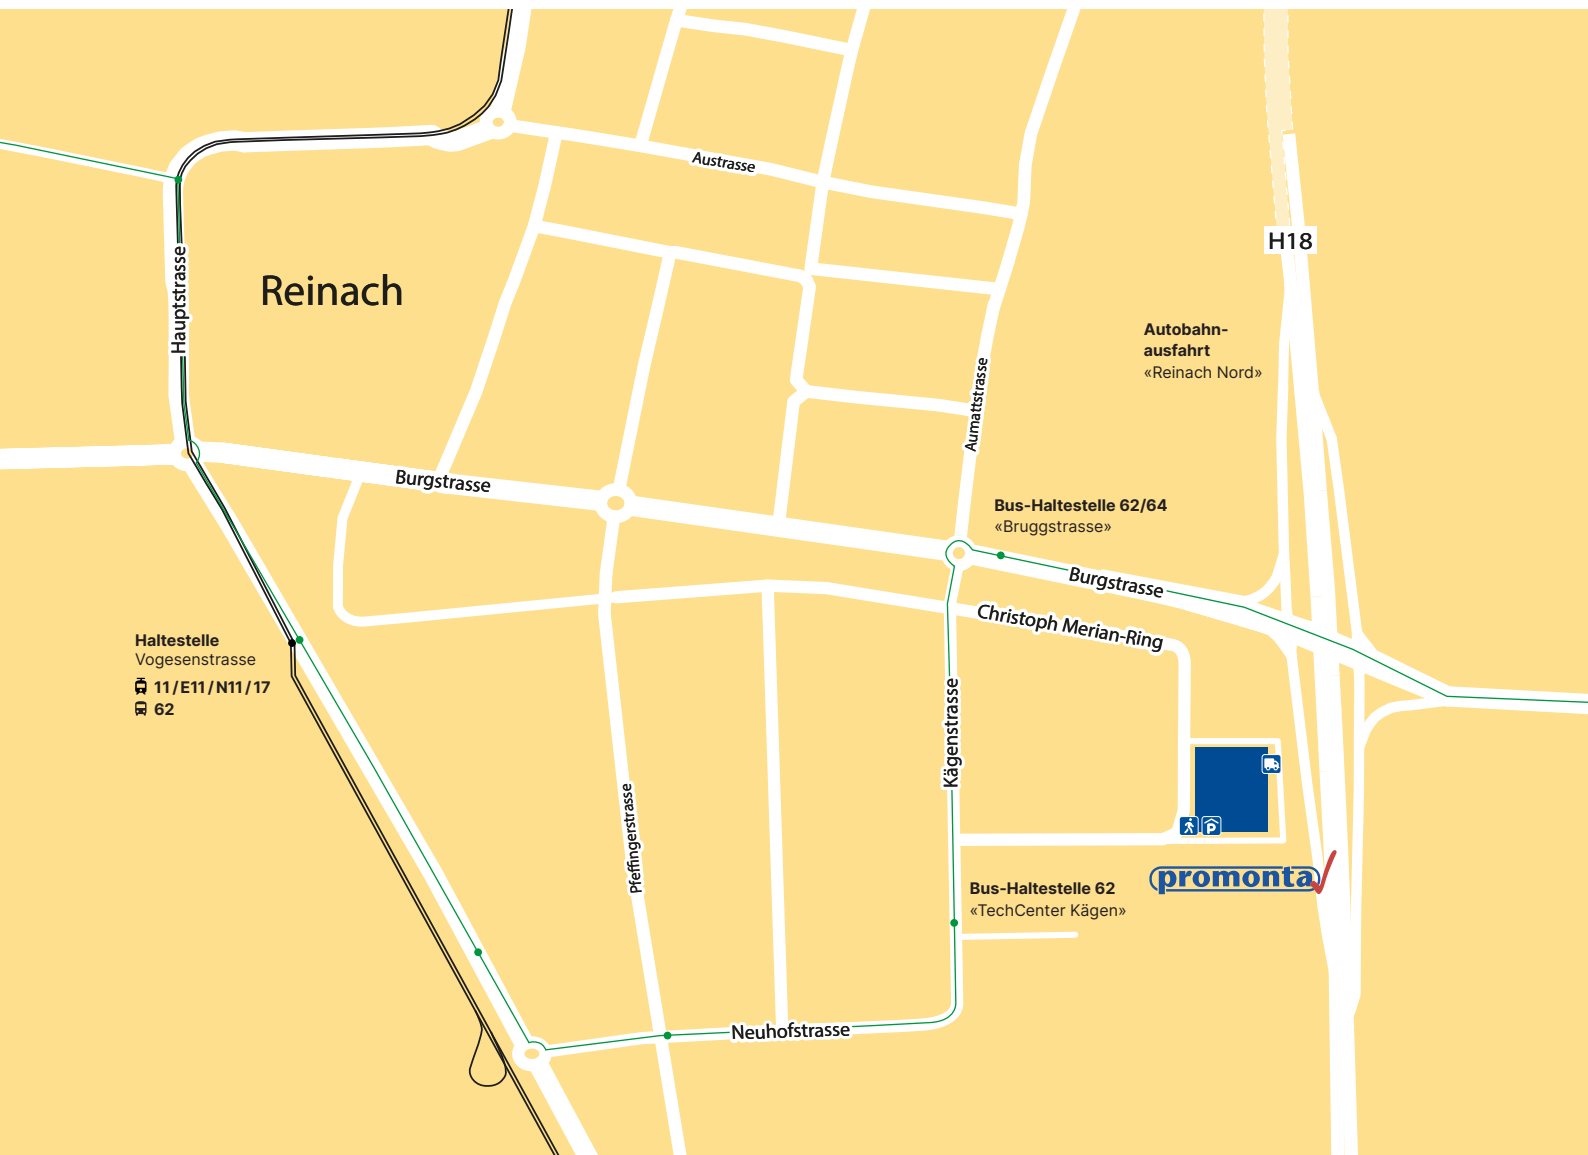 Austrasse
H18
Hauptstrasse
Reinach
Autobahn-
ausfahrt
«Reinach Nord»
Aumattstrasse
Burgstrasse
Bus-Haltestelle 62/64
«Bruggstrasse»
Burgstrasse
Christoph Merian-Ring
Haltestelle
Vogesenstrasse
11/E11/N11/17
62
Kägenstrasse
Pfeffingerstrasse
P
promonta
Bus-Haltestelle 62
«TechCenter Kägen»
Neuhofstrasse